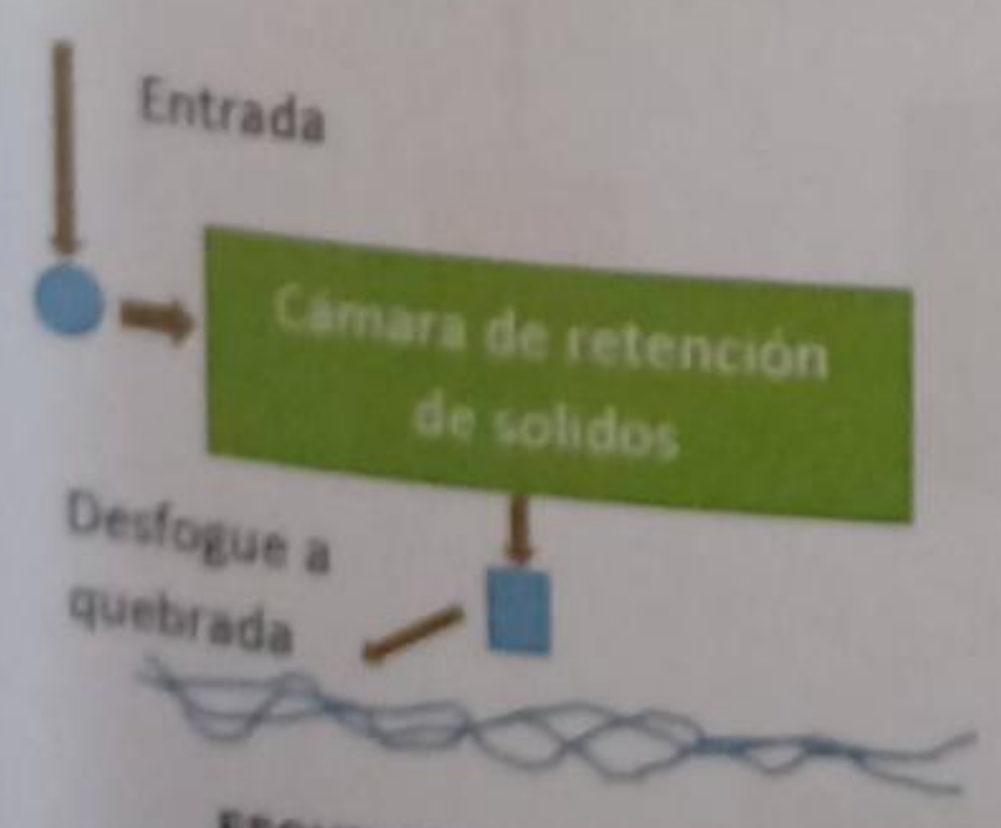 Entrada
Cámara de retención
de solidos
Desfogue a
quebrada